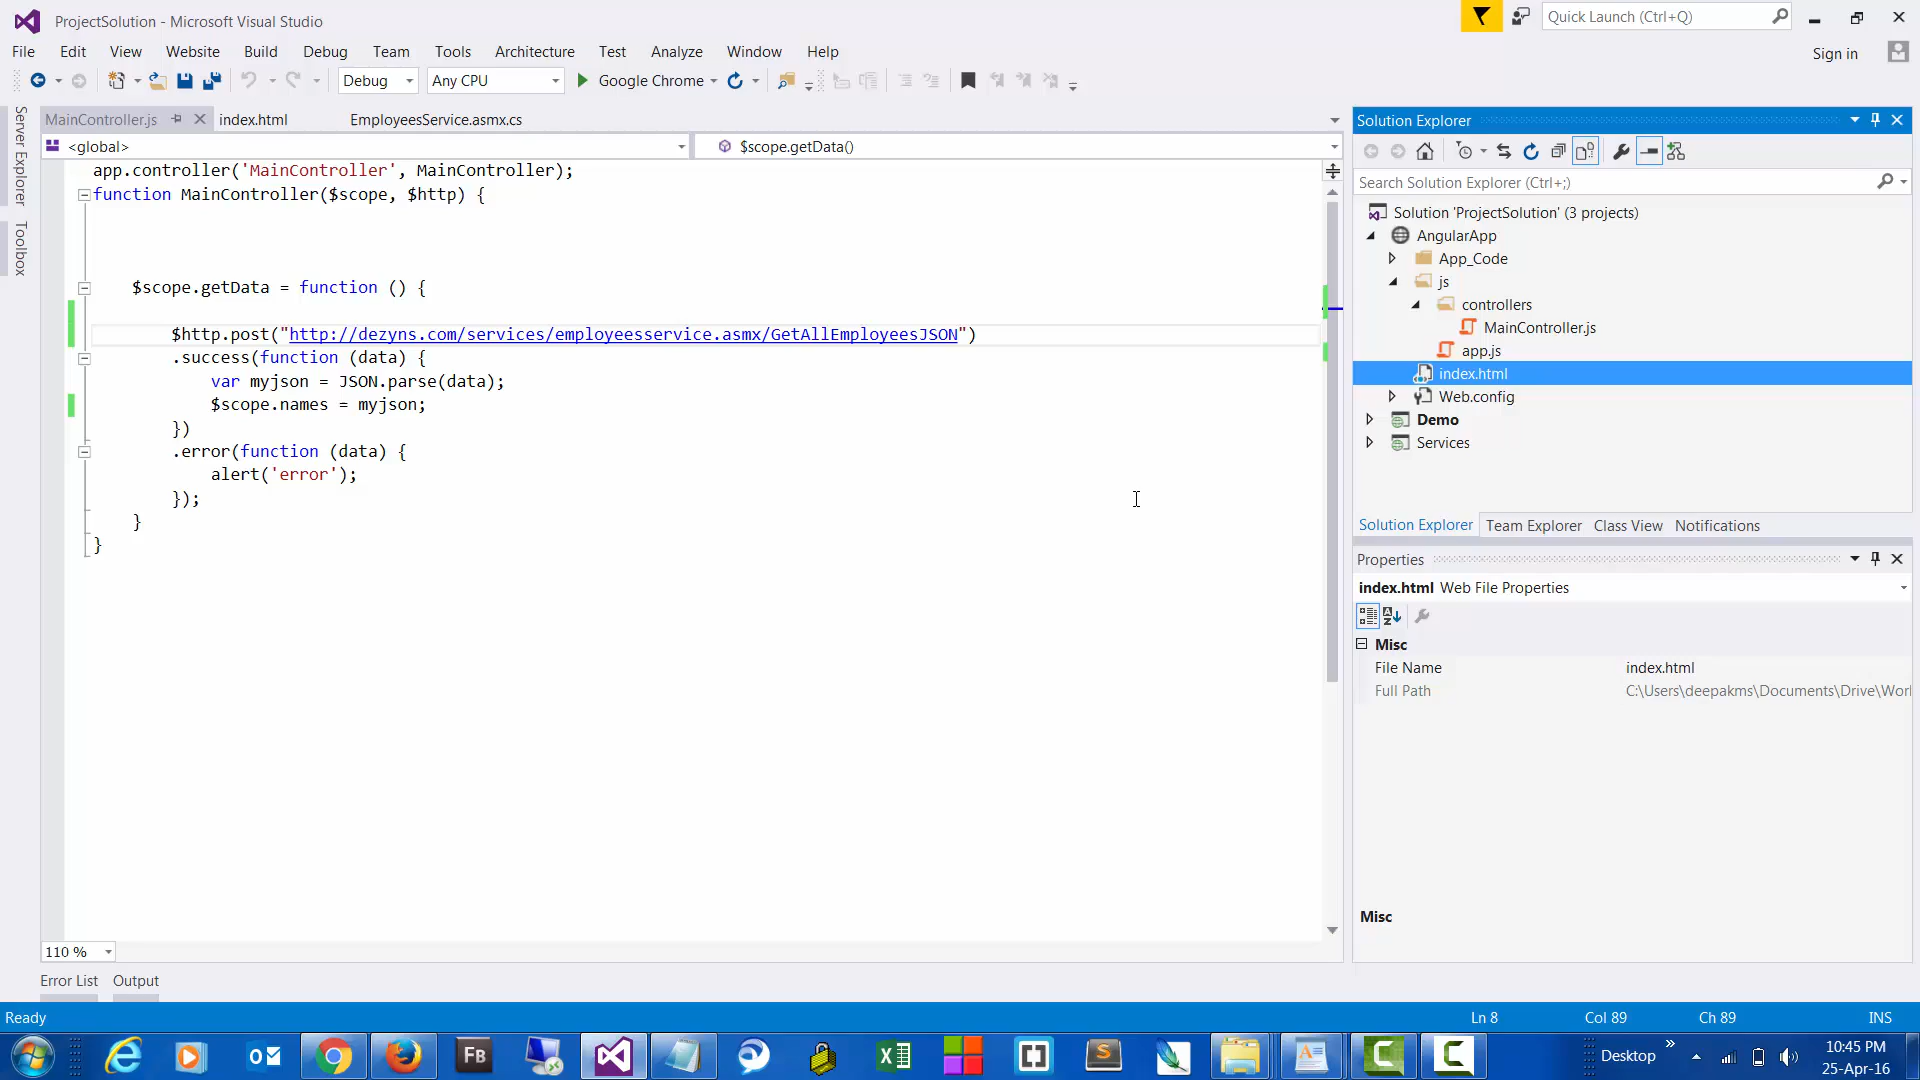 ProjectSolution - Microsoft Visual Studio
Quick Launch (Ctrl+Q)
File Edit View Website Build Debug Team Tools Architecture Test Analyze Window Help
Sign in
Debug Any CPU Google Chrome
Server Explorer
Toolbox
MainController.js index.html EmployeesService.asmx.cs
<global> $scope.getData()
app.controller('MainController', MainController);
function MainController($scope, $http) {
$scope.getData = function () {
$http.post("http://dezyns.com/services/employeesservice.asmx/GetAllEmployeesJSON")
.success(function (data) {
var myjson = JSON.parse(data);
$scope.names = myjson;
})
.error(function (data) {
alert('error');
});
}
}
110 %
Error List Output
Solution Explorer
Search Solution Explorer (Ctrl+;)
Solution 'ProjectSolution' (3 projects)
AngularApp
App_Code
js
controllers
MainController.js
app.js
index.html
Web.config
Demo
Services
Solution Explorer Team Explorer Class View Notifications
Properties
index.html Web File Properties
Misc
File Name index.html
Full Path C:\Users\deepakms\Documents\Drive\Worl
Misc
Ready Ln 8 Col 89 Ch 89 INS
FB
Desktop
10:45 PM
25-Apr-16